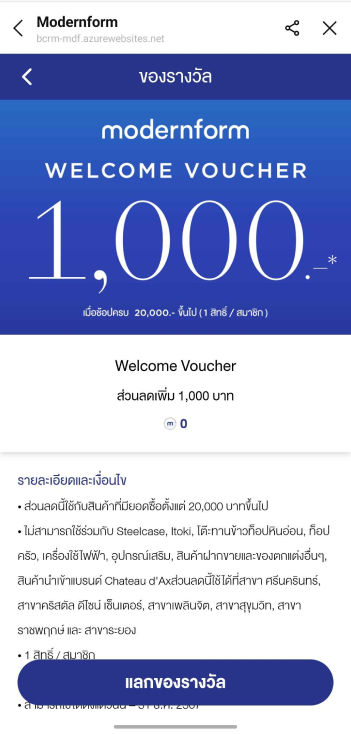 Modernform
bcrm-mdf.azurewebsites.net
ของรางวัล
modernform
WELCOME VOUCHER
1,000.-*
เมื่อช้อปครบ 20,000.- ขึ้นไป ( 1 สิทธิ์ / สมาชิก )
Welcome Voucher
ส่วนลดเพิ่ม 1,000 บาท
m 0
รายละเอียดและเงื่อนไข
• ส่วนลดนี้ใช้กับสินค้าที่มียอดซื้อตั้งแต่ 20,000 บาทขึ้นไป
• ไม่สามารถใช้ร่วมกับ Steelcase, Itoki, โต๊ะทานข้าวท็อปหินอ่อน, ท็อป
ครัว, เครื่องใช้ไฟฟ้า, อุปกรณ์เสริม, สินค้าฝากขายและของตกแต่งอื่นๆ,
สินค้านำเข้าแบรนด์ Chateau d'Axส่วนลดนี้ใช้ได้ที่สาขา ศรีนครินทร์,
สาขาคริสตัล ดีไซน์ เซ็นเตอร์, สาขาเพลินจิต, สาขาสุขุมวิท, สาขา
ราชพฤกษ์ และ สาขาระยอง
• 1 สิทธิ์ / สมาชิก
แลกของรางวัล